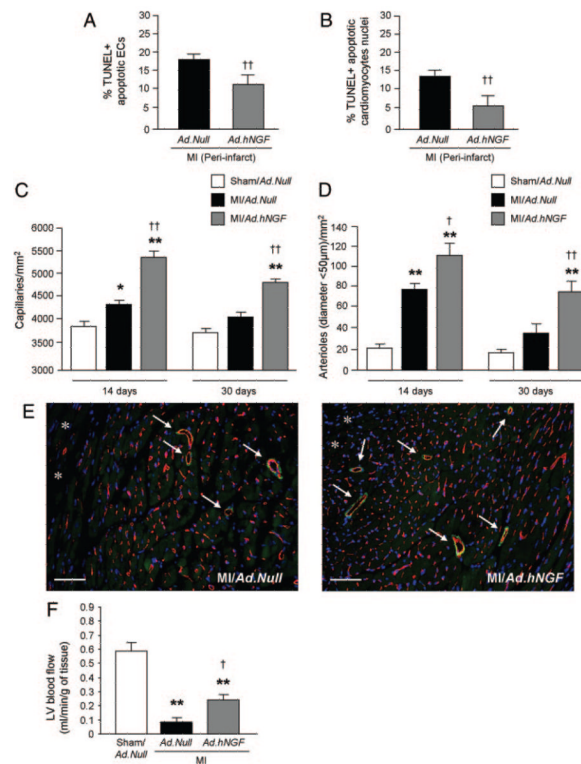 A
% TUNEL+
apoptotic ECs
30
25
20
15
10
5
0
††
Ad.Null Ad.hNGF
MI (Peri-infarct)
B
% TUNEL+ apoptotic
cardiomyocytes nuclei
30
25
20
15
10
5
0
††
Ad.Null Ad.hNGF
MI (Peri-infarct)
C
Sham/Ad.Null
MI/Ad.Null
MI/Ad.hNGF
Capillaries/mm²
6000
5500
5000
4500
4000
3500
3000
*
††
**
††
**
14 days 30 days
D
Sham/Ad.Null
MI/Ad.Null
MI/Ad.hNGF
Arterioles (diameter <50μm)/mm²
140
120
100
80
60
40
20
0
**
†
**
††
**
14 days 30 days
E
*
*
MI/Ad.Null
*
*
MI/Ad.hNGF
F
LV blood flow
(ml/min/g of tissue)
0.9
0.8
0.7
0.6
0.5
0.4
0.3
0.2
0.1
0
**
†
**
Sham/
Ad.Null
Ad.Null Ad.hNGF
MI